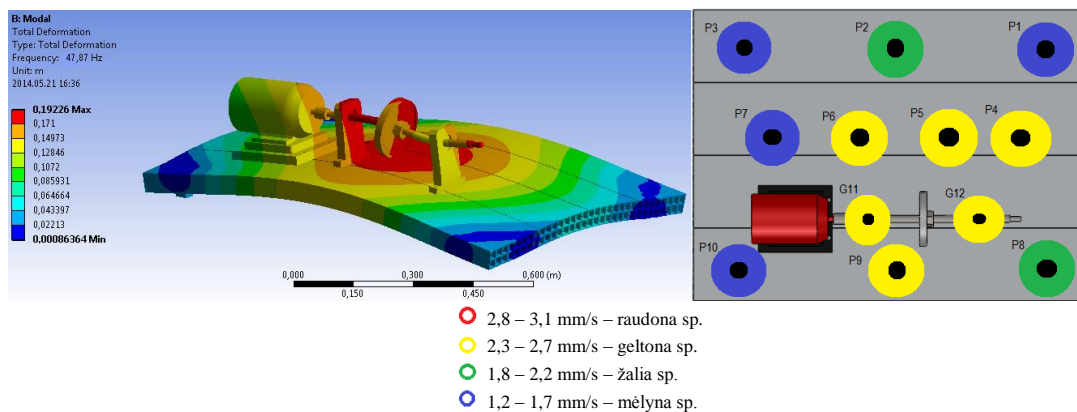 B: Modal
Total Deformation
Type: Total Deformation
Frequency: 47,87 Hz
Unit: m
2014.05.21 16:36
0,19226 Max
0,171
0,14973
0,12846
0,1072
0,085931
0,064664
0,043397
0,02213
0,00086364 Min
0,000
0,300
0,600 (m)
0,150
0,450
P3
P2
P1
P7
P6
P5
P4
G11
G12
P10
P9
P8
2,8 – 3,1 mm/s – raudona sp.
2,3 – 2,7 mm/s – geltona sp.
1,8 – 2,2 mm/s – žalia sp.
1,2 – 1,7 mm/s – mėlyna sp.